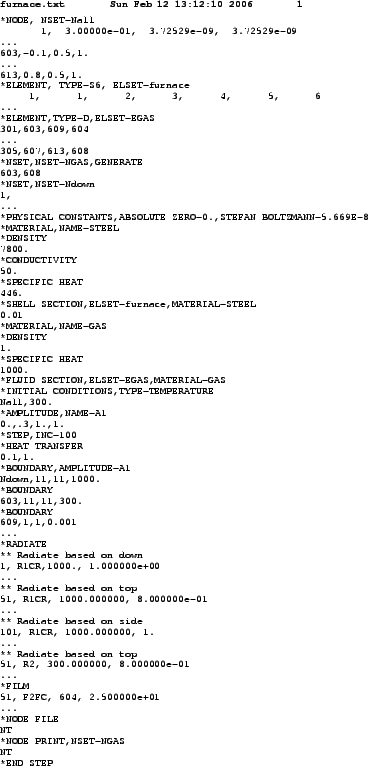 furnace.txt Sun Feb 12 13:12:10 2006 1
*NODE, NSET=Nall
1, 3.00000e-01, 3.72529e-09, 3.72529e-09
...
603,-0.1,0.5,1.
...
613,0.8,0.5,1.
*ELEMENT, TYPE=S6, ELSET=furnace
1, 1, 2, 3, 4, 5, 6
...
*ELEMENT,TYPE=D,ELSET=EGAS
301,603,609,604
...
305,607,613,608
*NSET,NSET=NGAS,GENERATE
603,608
*NSET,NSET=Ndown
1,
...
*PHYSICAL CONSTANTS,ABSOLUTE ZERO=0.,STEFAN BOLTZMANN=5.669E-8
*MATERIAL,NAME=STEEL
*DENSITY
7800.
*CONDUCTIVITY
50.
*SPECIFIC HEAT
446.
*SHELL SECTION,ELSET=furnace,MATERIAL=STEEL
0.01
*MATERIAL,NAME=GAS
*DENSITY
1.
*SPECIFIC HEAT
1000.
*FLUID SECTION,ELSET=EGAS,MATERIAL=GAS
*INITIAL CONDITIONS,TYPE=TEMPERATURE
Nall,300.
*AMPLITUDE,NAME=A1
0.,.3,1.,1.
*STEP,INC=100
*HEAT TRANSFER
0.1,1.
*BOUNDARY,AMPLITUDE=A1
Ndown,11,11,1000.
*BOUNDARY
603,11,11,300.
*BOUNDARY
609,1,1,0.001
...
*RADIATE
** Radiate based on down
1, R1CR,1000., 1.000000e+00
...
** Radiate based on top
51, R1CR, 1000.000000, 8.000000e-01
...
** Radiate based on side
101, R1CR, 1000.000000, 1.
...
** Radiate based on top
51, R2, 300.000000, 8.000000e-01
...
*FILM
51, F2FC, 604, 2.500000e+01
...
*NODE FILE
NT
*NODE PRINT,NSET=NGAS
NT
*END STEP